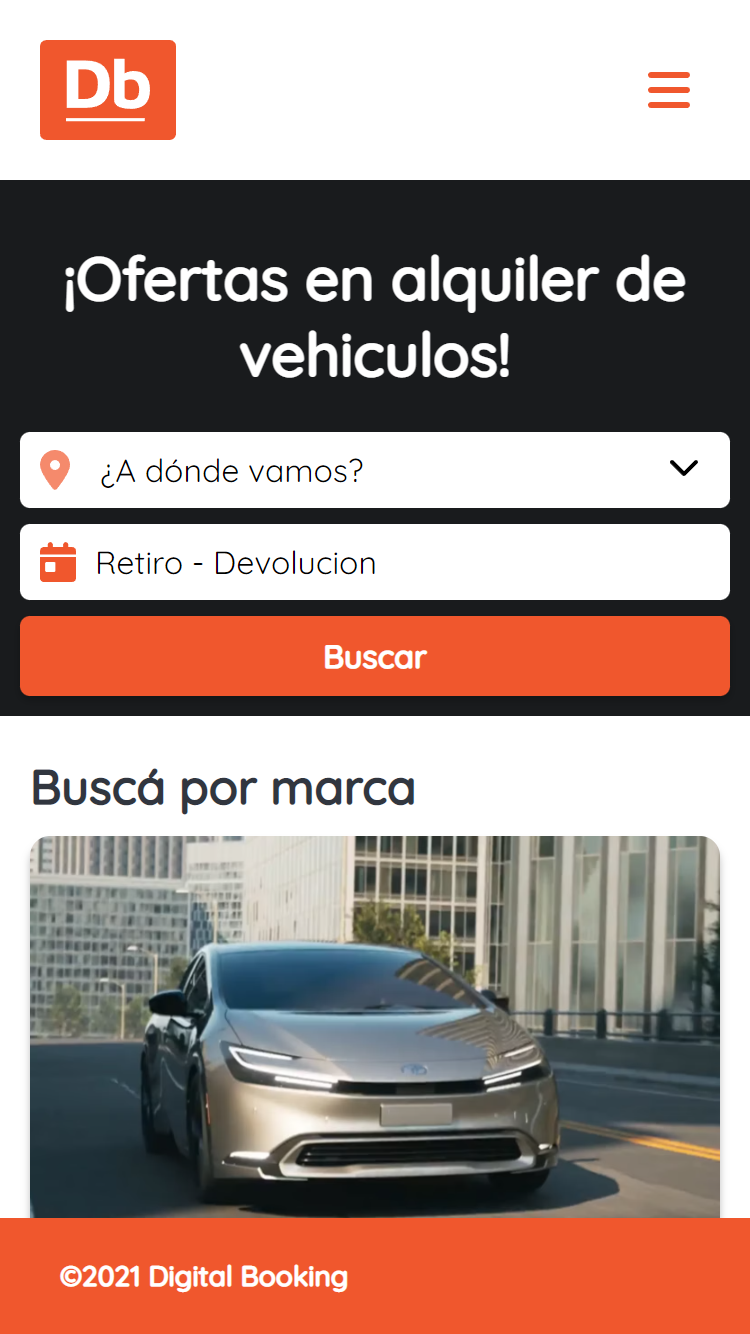 Db
¡Ofertas en alquiler de
vehiculos!
¿A dónde vamos?
Retiro - Devolucion
Buscar
Buscá por marca
©2021 Digital Booking